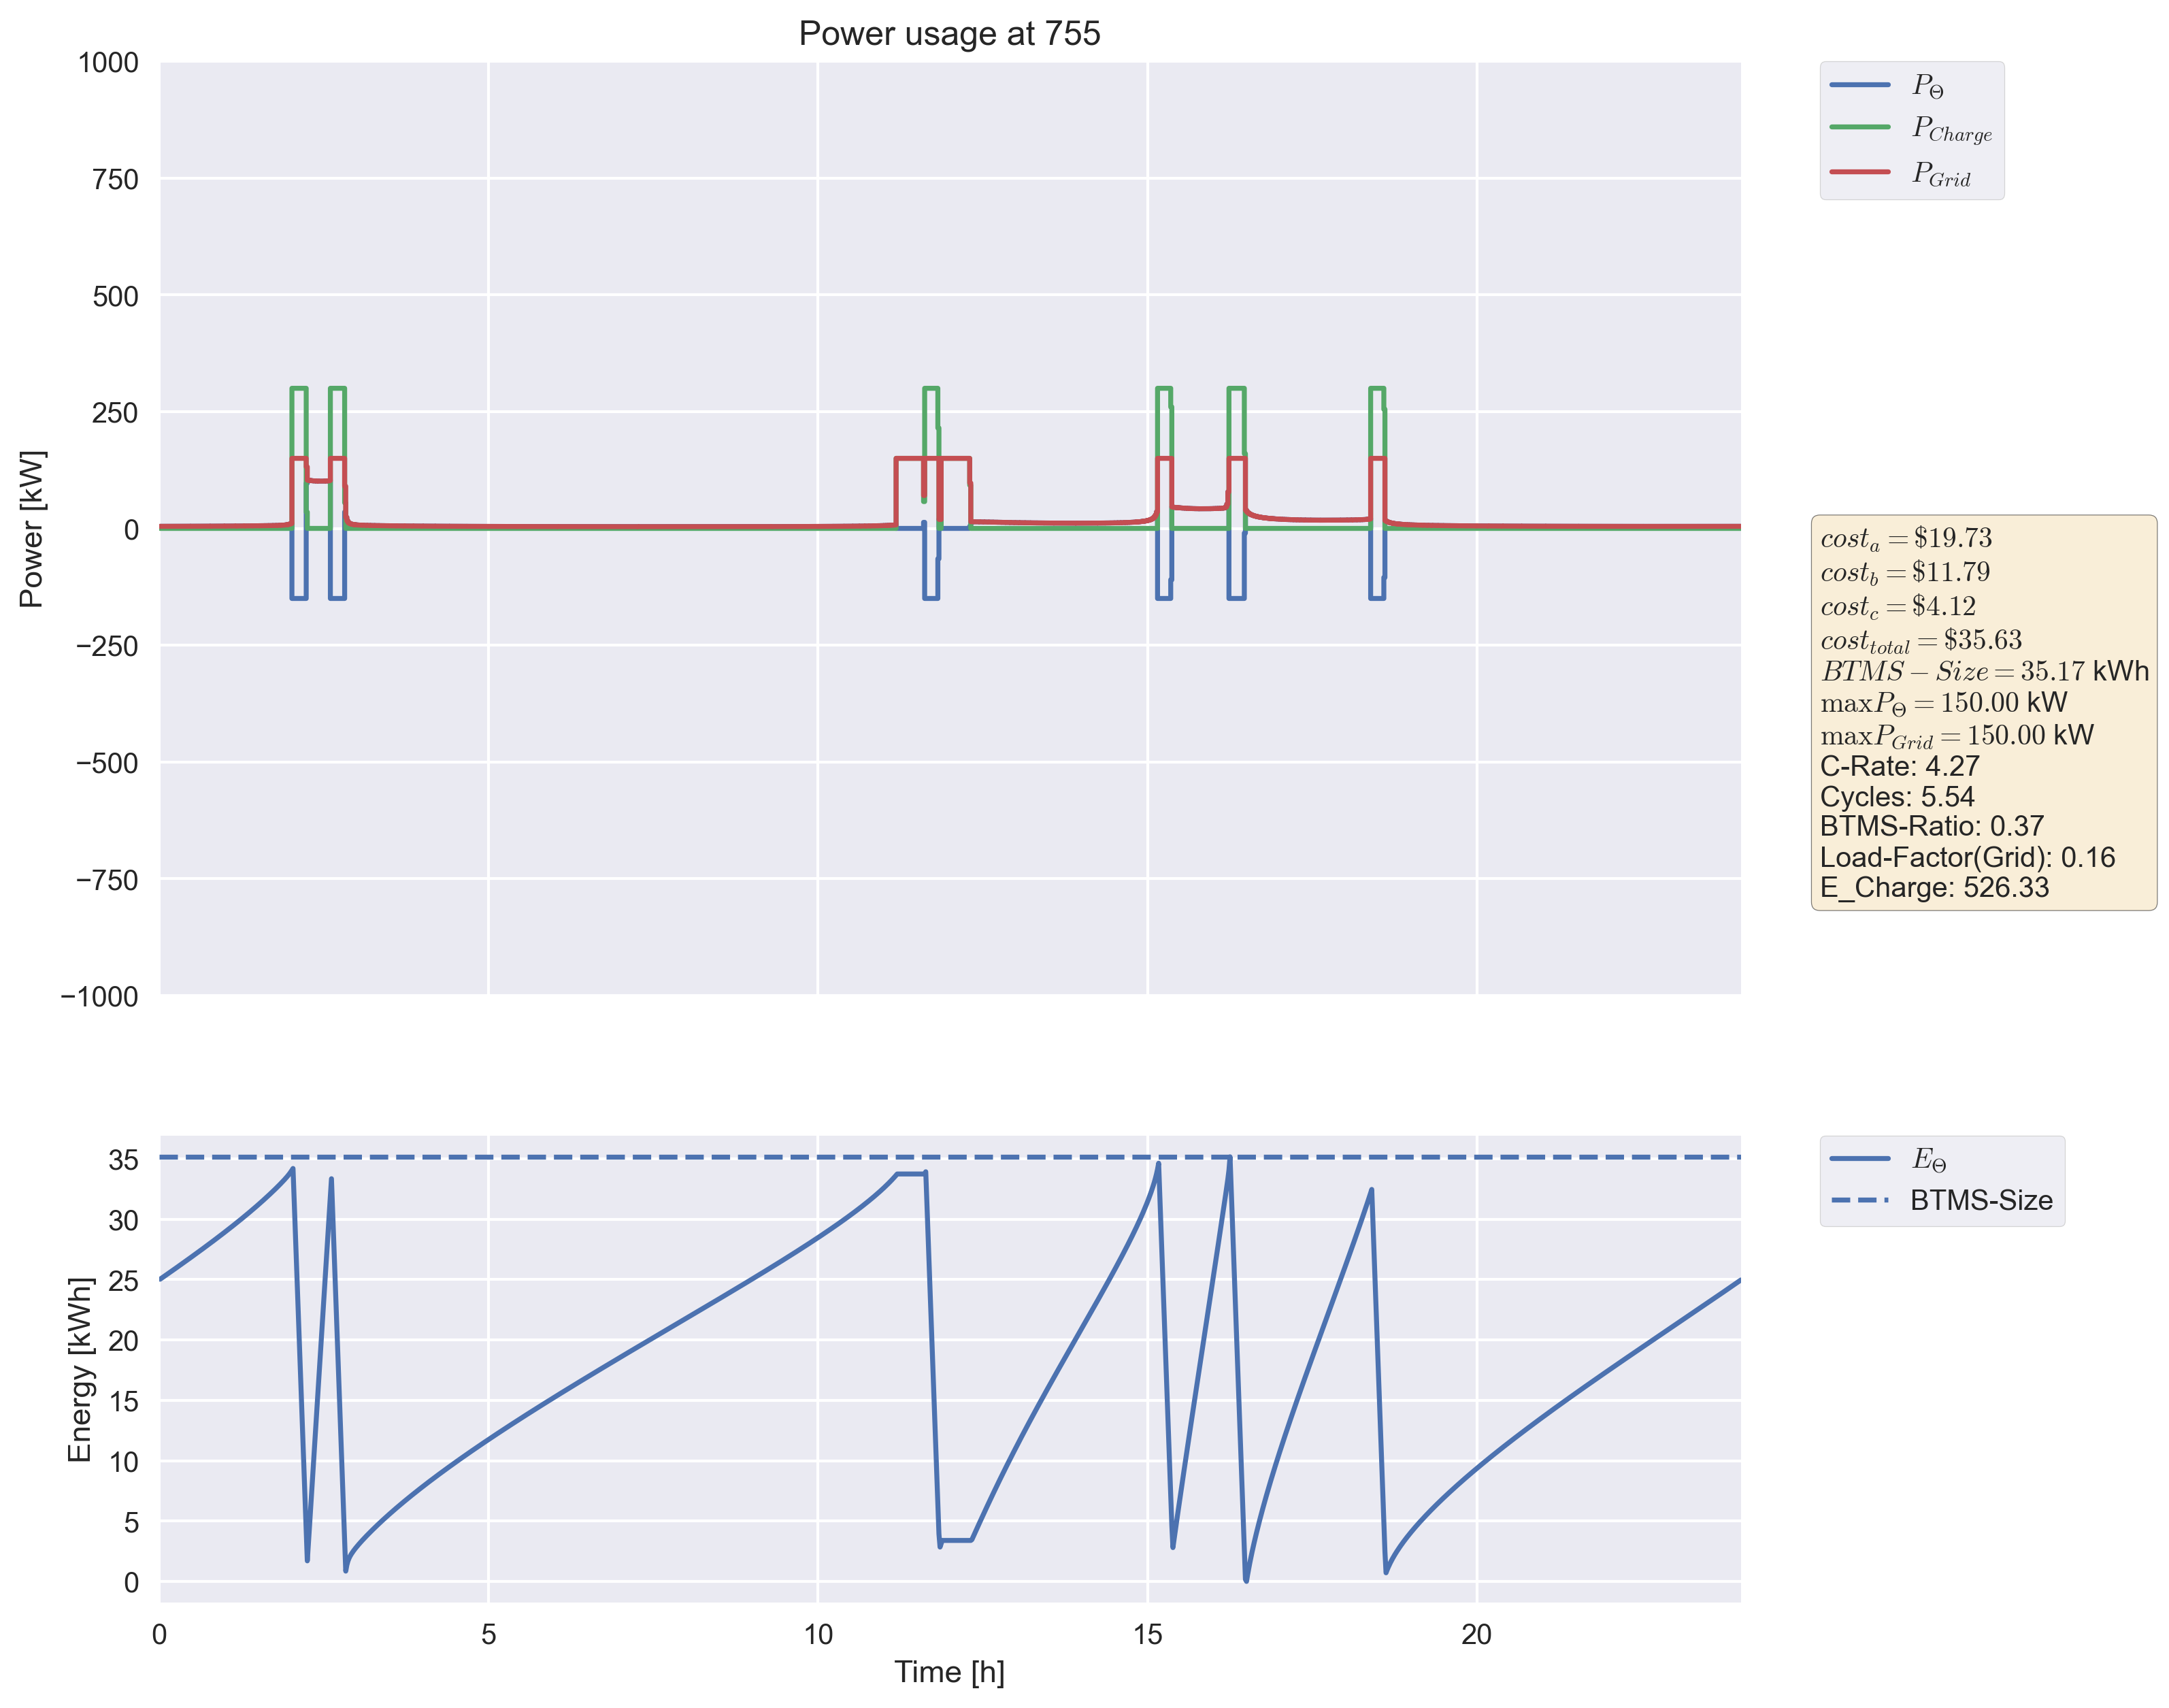 Power usage at 755
1000
750
500
250
0
−250
−500
−750
−1000
Power [kW]
P_Θ
P_Charge
P_Grid
cost_a = $19.73
cost_b = $11.79
cost_c = $4.12
cost_total = $35.63
BTMS − Size = 35.17 kWh
maxP_Θ = 150.00 kW
maxP_Grid = 150.00 kW
C-Rate: 4.27
Cycles: 5.54
BTMS-Ratio: 0.37
Load-Factor(Grid): 0.16
E_Charge: 526.33
35
30
25
20
15
10
5
0
Energy [kWh]
E_Θ
BTMS-Size
0 5 10 15 20
Time [h]